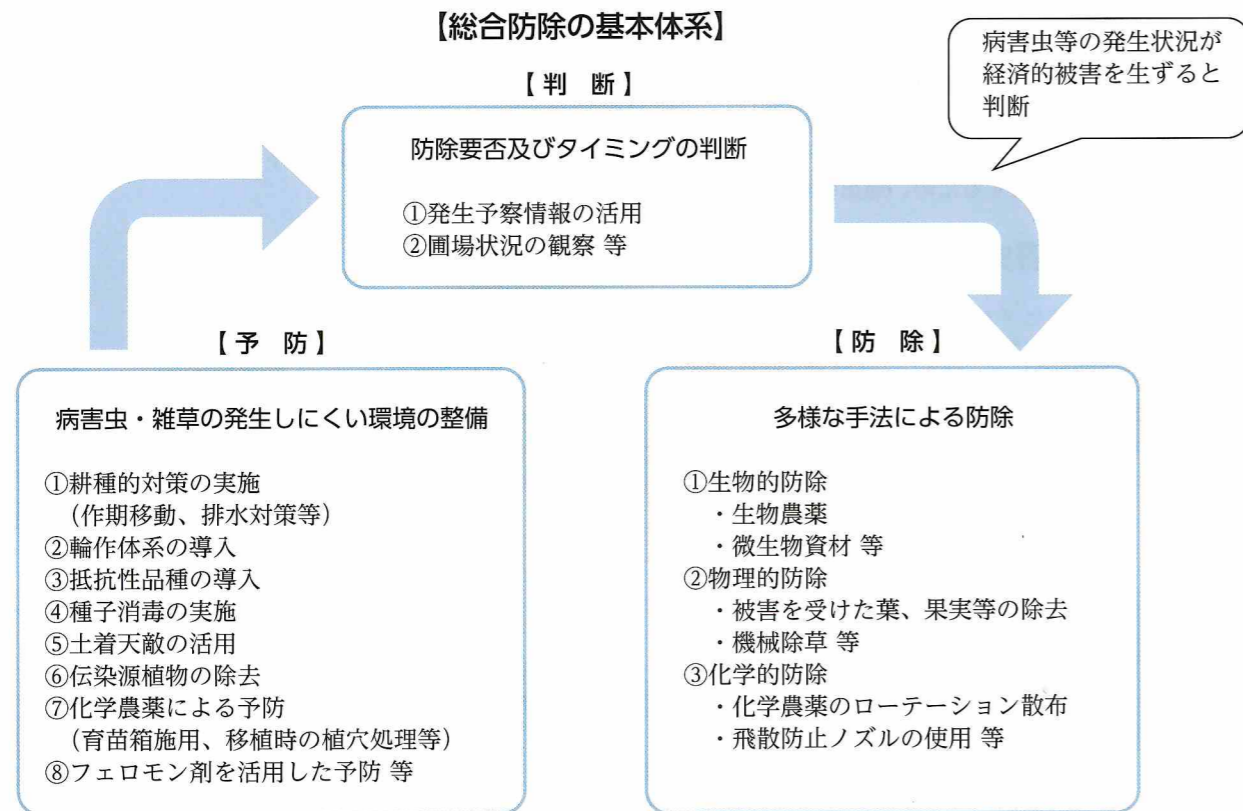 【総合防除の基本体系】
病害虫等の発生状況が
経済的被害を生ずると
判断
【判 断】
防除要否及びタイミングの判断
①発生予察情報の活用
②圃場状況の観察 等
【予 防】
病害虫・雑草の発生しにくい環境の整備
①耕種的対策の実施
(作期移動、排水対策等)
②輪作体系の導入
③抵抗性品種の導入
④種子消毒の実施
⑤土着天敵の活用
⑥伝染源植物の除去
⑦化学農薬による予防
(育苗箱施用、移植時の植穴処理等)
⑧フェロモン剤を活用した予防 等
【防 除】
多様な手法による防除
①生物的防除
・生物農薬
・微生物資材 等
②物理的防除
・被害を受けた葉、果実等の除去
・機械除草 等
③化学的防除
・化学農薬のローテーション散布
・飛散防止ノズルの使用 等